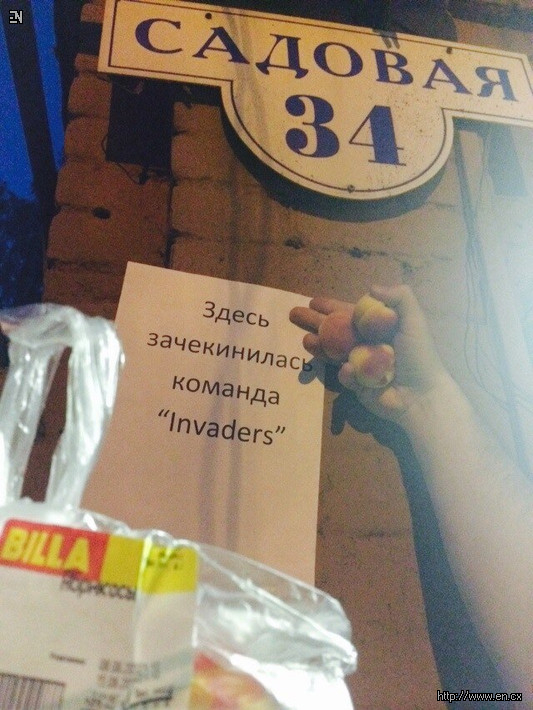 EN
САДОВАЯ
34
Здесь
зачекинилась
команда
“Invaders”
BILLA
http://www.en.cx